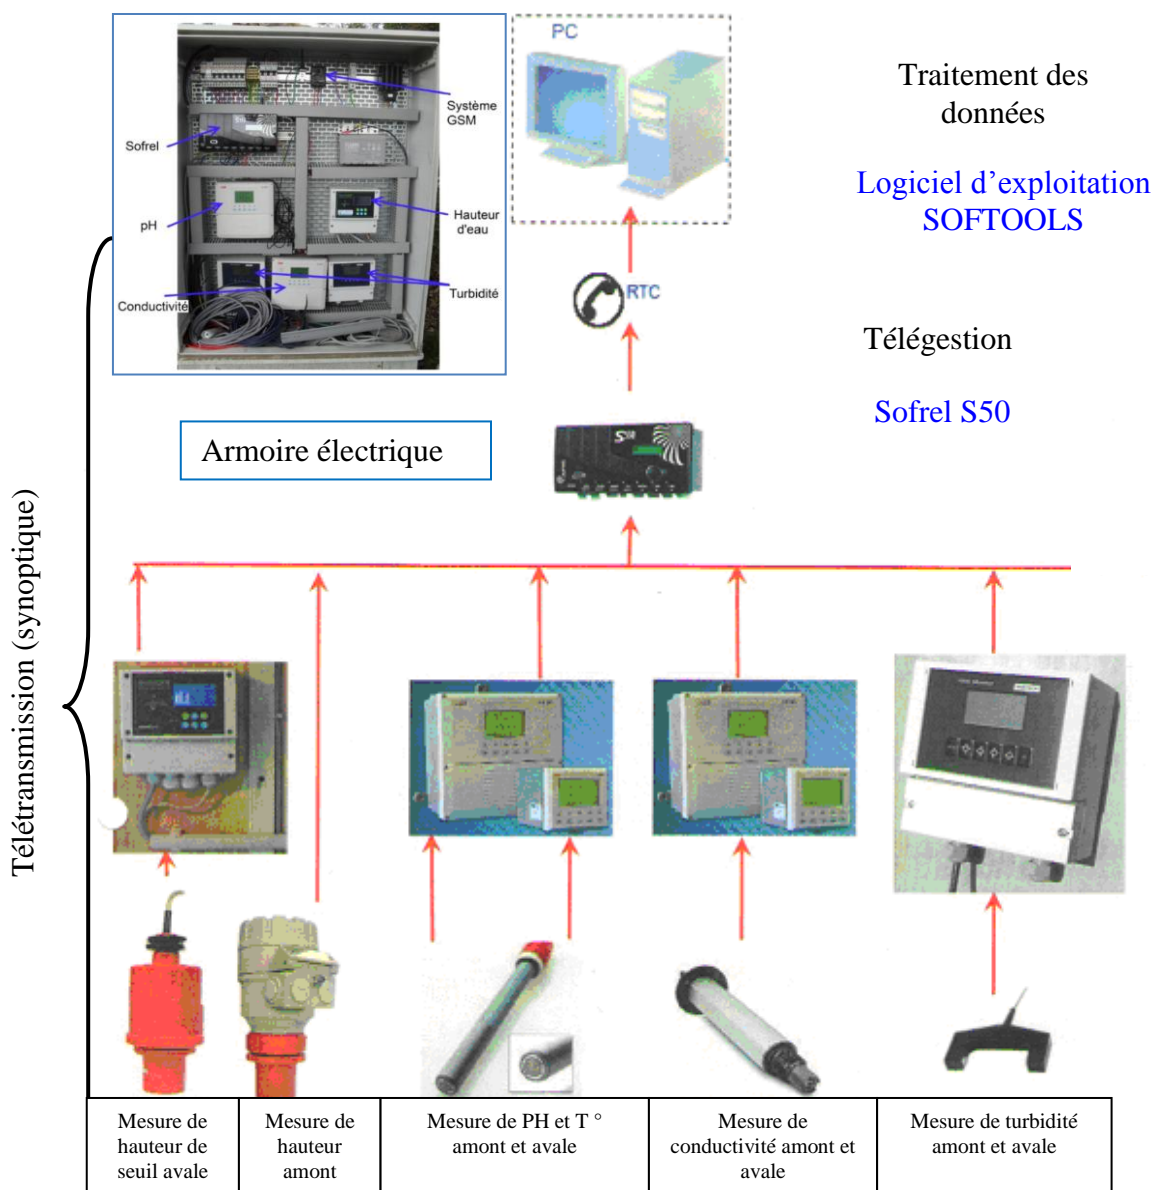 PC
Système
GSM
Sofrel
pH
Hauteur
d'eau
Conductivité
Turbidité
Traitement des
données
Logiciel d’exploitation
SOFTOOLS
RTC
Télégestion
Sofrel S50
Armoire électrique
S50
Télétransmission (synoptique)
Mesure de
hauteur de
seuil avale
Mesure de
hauteur
amont
Mesure de PH et T °
amont et avale
Mesure de
conductivité amont et
avale
Mesure de turbidité
amont et avale